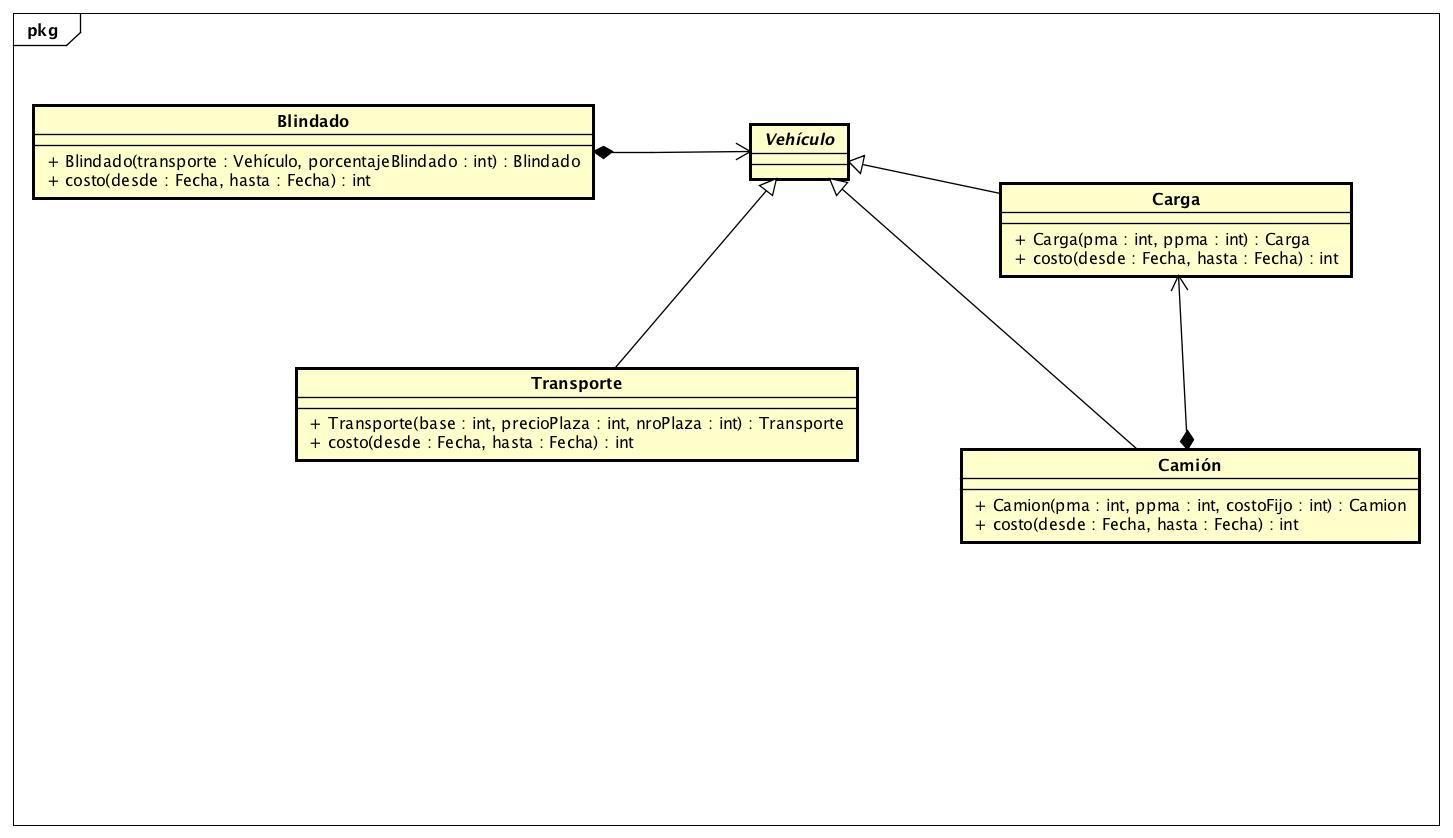 pkg
Blindado
+ Blindado(transporte : Vehículo, porcentajeBlindado : int) : Blindado
+ costo(desde : Fecha, hasta : Fecha) : int
Vehículo
Carga
+ Carga(pma : int, ppma : int) : Carga
+ costo(desde : Fecha, hasta : Fecha) : int
Transporte
+ Transporte(base : int, precioPlaza : int, nroPlaza : int) : Transporte
+ costo(desde : Fecha, hasta : Fecha) : int
Camión
+ Camion(pma : int, ppma : int, costoFijo : int) : Camion
+ costo(desde : Fecha, hasta : Fecha) : int